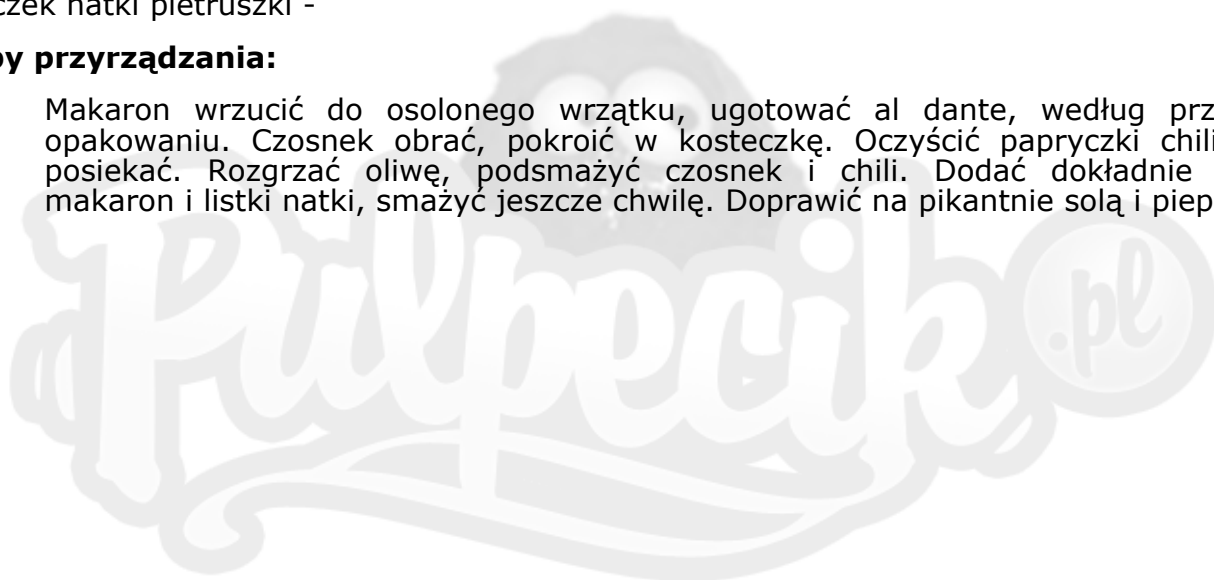 czek natki pietruszki -
by przyrządzania:
Makaron wrzucić do osolonego wrzątku, ugotować al dante, według prz
opakowaniu. Czosnek obrać, pokroić w kosteczkę. Oczyścić papryczki chili
posiekać. Rozgrzać oliwę, podsmażyć czosnek i chili. Dodać dokładnie
makaron i listki natki, smażyć jeszcze chwilę. Doprawić na pikantnie solą i piep
Pulpecik.pl